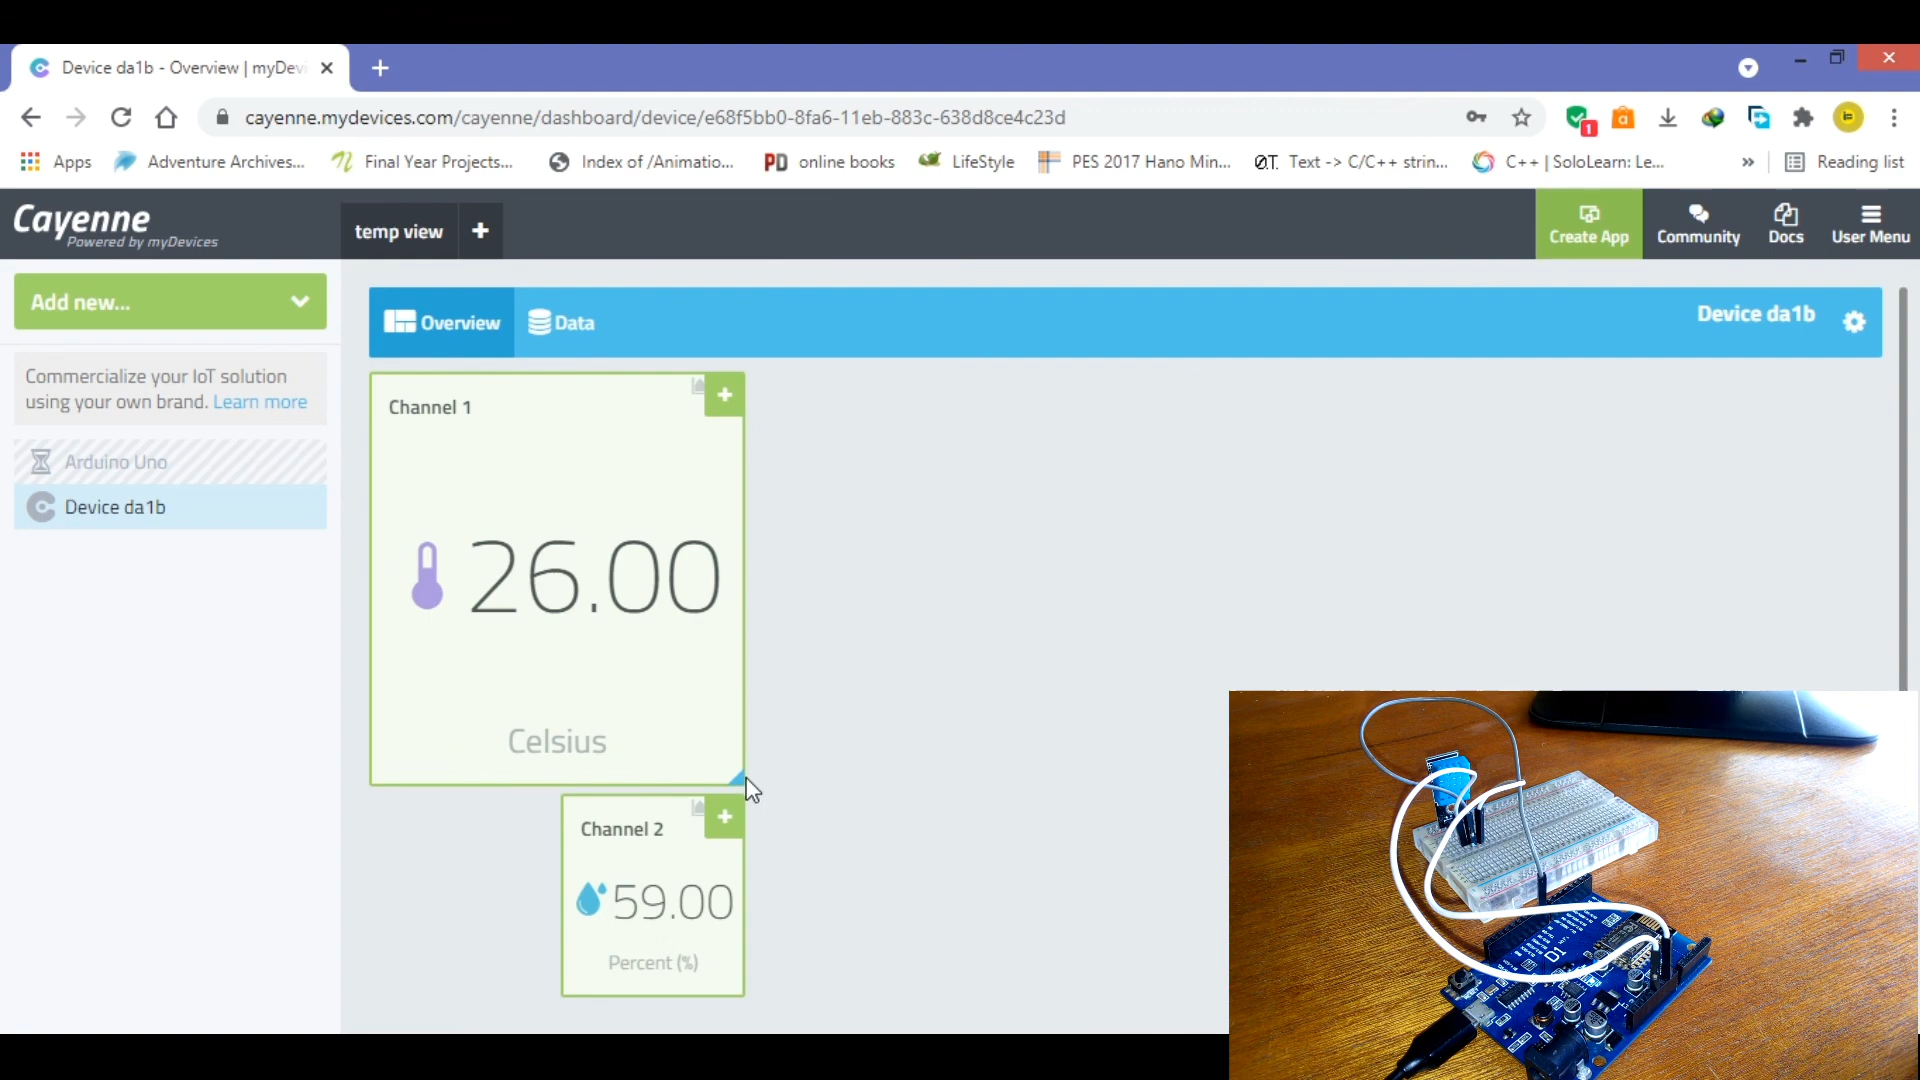 Device da1b - Overview | myDevi
cayenne.mydevices.com/cayenne/dashboard/device/e68f5bb0-8fa6-11eb-883c-638d8ce4c23d
1
Apps
Adventure Archives...
Final Year Projects...
Index of /Animatio...
PD online books
LifeStyle
PES 2017 Hano Min...
Text -> C/C++ strin...
C++ | SoloLearn: Le...
»
Reading list
Cayenne
Powered by myDevices
temp view
Create App
Community
Docs
User Menu
Add new...
Commercialize your IoT solution
using your own brand. Learn more
Arduino Uno
Device da1b
Overview
Data
Device da1b
Channel 1
26.00
Celsius
Channel 2
59.00
Percent (%)
D1